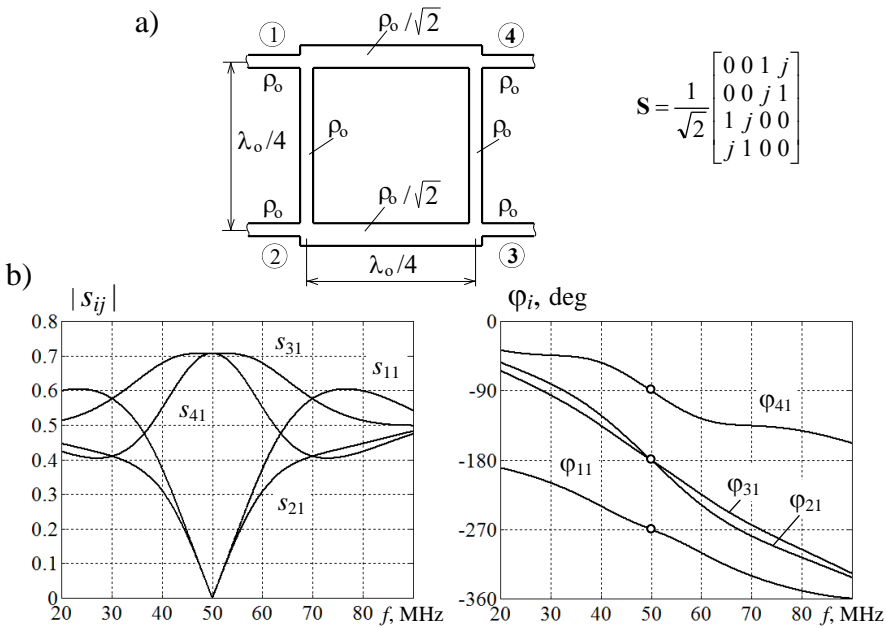 a)
① ρₒ/√2 ④
ρₒ ρₒ
λₒ/4 ρₒ ρₒ
ρₒ ρₒ/√2 ρₒ
② λₒ/4 ③
S = 1/√2 [0 0 1 j
0 0 j 1
1 j 0 0
j 1 0 0]
b)
|sᵢⱼ|
0.8
0.7
0.6
0.5
0.4
0.3
0.2
0.1
0
s₃₁
s₁₁
s₄₁
s₂₁
20 30 40 50 60 70 80 f, MHz
φᵢ, deg
0
-90
-180
-270
-360
φ₄₁
φ₁₁
φ₃₁
φ₂₁
20 30 40 50 60 70 80 f, MHz